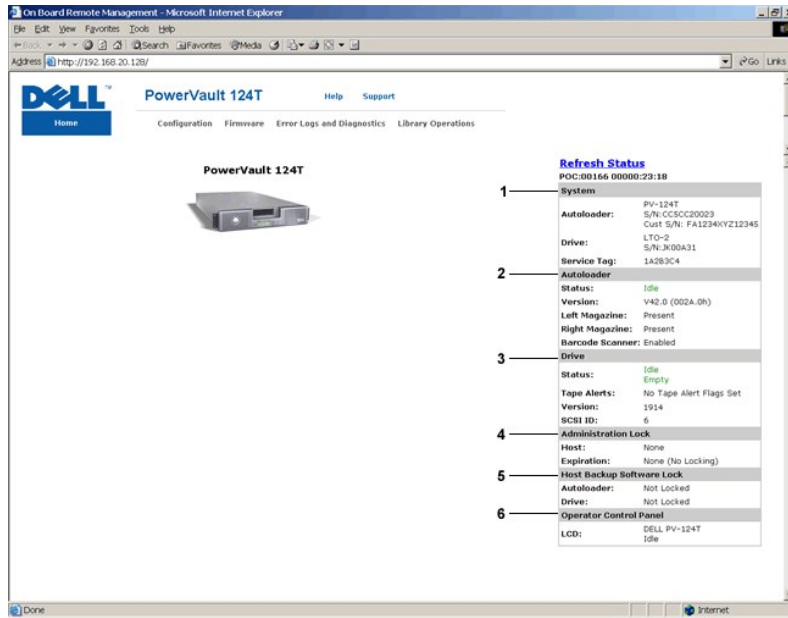 On Board Remote Management - Microsoft Internet Explorer
File Edit View Favorites Tools Help
Back Search Favorites Media
Address http://192.168.20.128/ Go Links
DELL™ PowerVault 124T Help Support
Home Configuration Firmware Error Logs and Diagnostics Library Operations
PowerVault 124T
Refresh Status
POC:00166 00000:23:18
1 System
Autoloader: PV-124T
S/N:CC5CC20023
Cust S/N: FA1234XYZ12345
Drive: LTO-2
S/N:JK00A31
Service Tag: 1A2B3C4
2 Autoloader
Status: Idle
Version: V42.0 (002A.0h)
Left Magazine: Present
Right Magazine: Present
Barcode Scanner: Enabled
3 Drive
Status: Idle
Empty
Tape Alerts: No Tape Alert Flags Set
Version: 1914
SCSI ID: 6
4 Administration Lock
Host: None
Expiration: None (No Locking)
5 Host Backup Software Lock
Autoloader: Not Locked
Drive: Not Locked
6 Operator Control Panel
LCD: DELL PV-124T
Idle
Done Internet